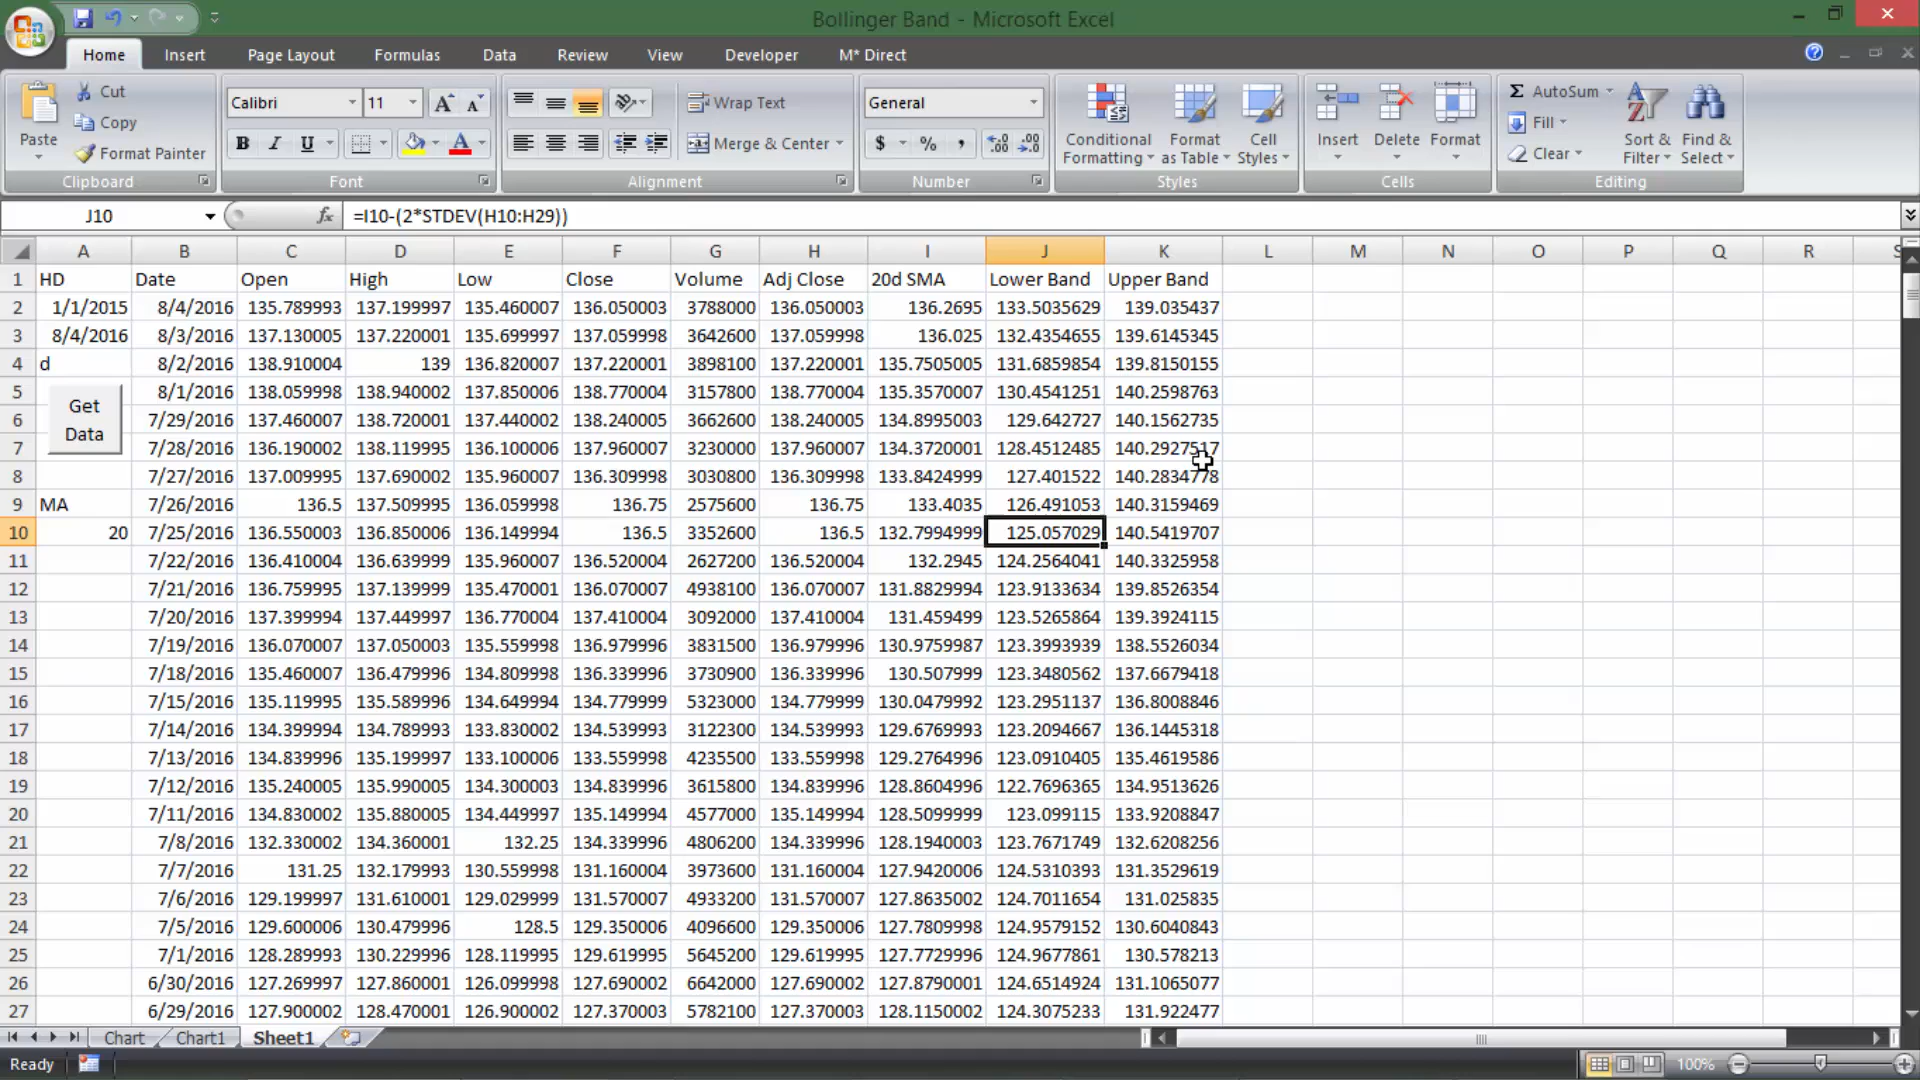 Bollinger Band - Microsoft Excel
Home Insert Page Layout Formulas Data Review View Developer M* Direct
Paste Cut Copy Format Painter Clipboard
Calibri 11 A A B I U A Font
Wrap Text Merge & Center Alignment
General $ % , .0 .00 .00 .0 Number
Conditional Formatting Format as Table Cell Styles Styles
Insert Delete Format Cells
Σ AutoSum Fill Clear Sort & Filter Find & Select Editing
J10 fx =I10-(2*STDEV(H10:H29))
A B C D E F G H I J K L M N O P Q R S
1 HD Date Open High Low Close Volume Adj Close 20d SMA Lower Band Upper Band
2 1/1/2015 8/4/2016 135.789993 137.199997 135.460007 136.050003 3788000 136.050003 136.2695 133.5035629 139.035437
3 8/4/2016 8/3/2016 137.130005 137.220001 135.699997 137.059998 3642600 137.059998 136.025 132.4354655 139.6145345
4 d 8/2/2016 138.910004 139 136.820007 137.220001 3898100 137.220001 135.7505005 131.6859854 139.8150155
5 8/1/2016 138.059998 138.940002 137.850006 138.770004 3157800 138.770004 135.3570007 130.4541251 140.2598763
Get Data
6 7/29/2016 137.460007 138.720001 137.440002 138.240005 3662600 138.240005 134.8995003 129.642727 140.1562735
7 7/28/2016 136.190002 138.119995 136.100006 137.960007 3230000 137.960007 134.3720001 128.4512485 140.2927517
8 7/27/2016 137.009995 137.690002 135.960007 136.309998 3030800 136.309998 133.8424999 127.401522 140.2834778
9 MA 7/26/2016 136.5 137.509995 136.059998 136.75 2575600 136.75 133.4035 126.491053 140.3159469
10 20 7/25/2016 136.550003 136.850006 136.149994 136.5 3352600 136.5 132.7994999 125.057029 140.5419707
11 7/22/2016 136.410004 136.639999 135.960007 136.520004 2627200 136.520004 132.2945 124.2564041 140.3325958
12 7/21/2016 136.759995 137.139999 135.470001 136.070007 4938100 136.070007 131.8829994 123.9133634 139.8526354
13 7/20/2016 137.399994 137.449997 136.770004 137.410004 3092000 137.410004 131.459499 123.5265864 139.3924115
14 7/19/2016 136.070007 137.050003 135.559998 136.979996 3831500 136.979996 130.9759987 123.3993939 138.5526034
15 7/18/2016 135.460007 136.479996 134.809998 136.339996 3730900 136.339996 130.507999 123.3480562 137.6679418
16 7/15/2016 135.119995 135.589996 134.649994 134.779999 5323000 134.779999 130.0479992 123.2951137 136.8008846
17 7/14/2016 134.399994 134.789993 133.830002 134.539993 3122300 134.539993 129.6769993 123.2094667 136.1445318
18 7/13/2016 134.839996 135.199997 133.100006 133.559998 4235500 133.559998 129.2764996 123.0910405 135.4619586
19 7/12/2016 135.240005 135.990005 134.300003 134.839996 3615800 134.839996 128.8604996 122.7696365 134.9513626
20 7/11/2016 134.830002 135.880005 134.449997 135.149994 4577000 135.149994 128.5099999 123.099115 133.9208847
21 7/8/2016 132.330002 134.360001 132.25 134.339996 4806200 134.339996 128.1940003 123.7671749 132.6208256
22 7/7/2016 131.25 132.179993 130.559998 131.160004 3973600 131.160004 127.9420006 124.5310393 131.3529619
23 7/6/2016 129.199997 131.610001 129.029999 131.570007 4933200 131.570007 127.8635002 124.7011654 131.025835
24 7/5/2016 129.600006 130.479996 128.5 129.350006 4096600 129.350006 127.7809998 124.9579152 130.6040843
25 7/1/2016 128.289993 130.229996 128.119995 129.619995 5645200 129.619995 127.7729996 124.9677861 130.578213
26 6/30/2016 127.269997 127.860001 126.099998 127.690002 6642000 127.690002 127.8790001 124.6514924 131.1065077
27 6/29/2016 127.900002 128.470001 126.900002 127.370003 5782100 127.370003 128.1150002 124.3075233 131.922477
Chart Chart1 Sheet1
Ready 100%